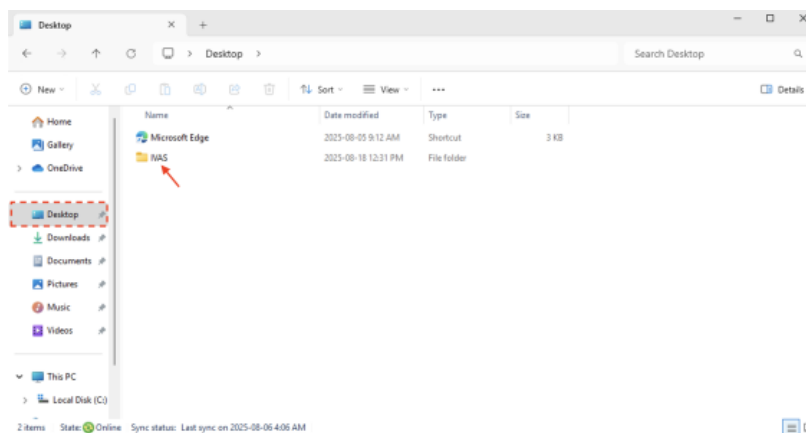 Desktop
Desktop
Search Desktop
New
Sort
View
Details
Name
Date modified
Type
Size
Microsoft Edge
2025-08-05 9:12 AM
Shortcut
3 KB
IVAS
2025-08-18 12:31 PM
File folder
Home
Gallery
OneDrive
Desktop
Downloads
Documents
Pictures
Music
Videos
This PC
Local Disk (C:)
2 items State: Online Sync status: Last sync on 2025-08-06 4:06 AM